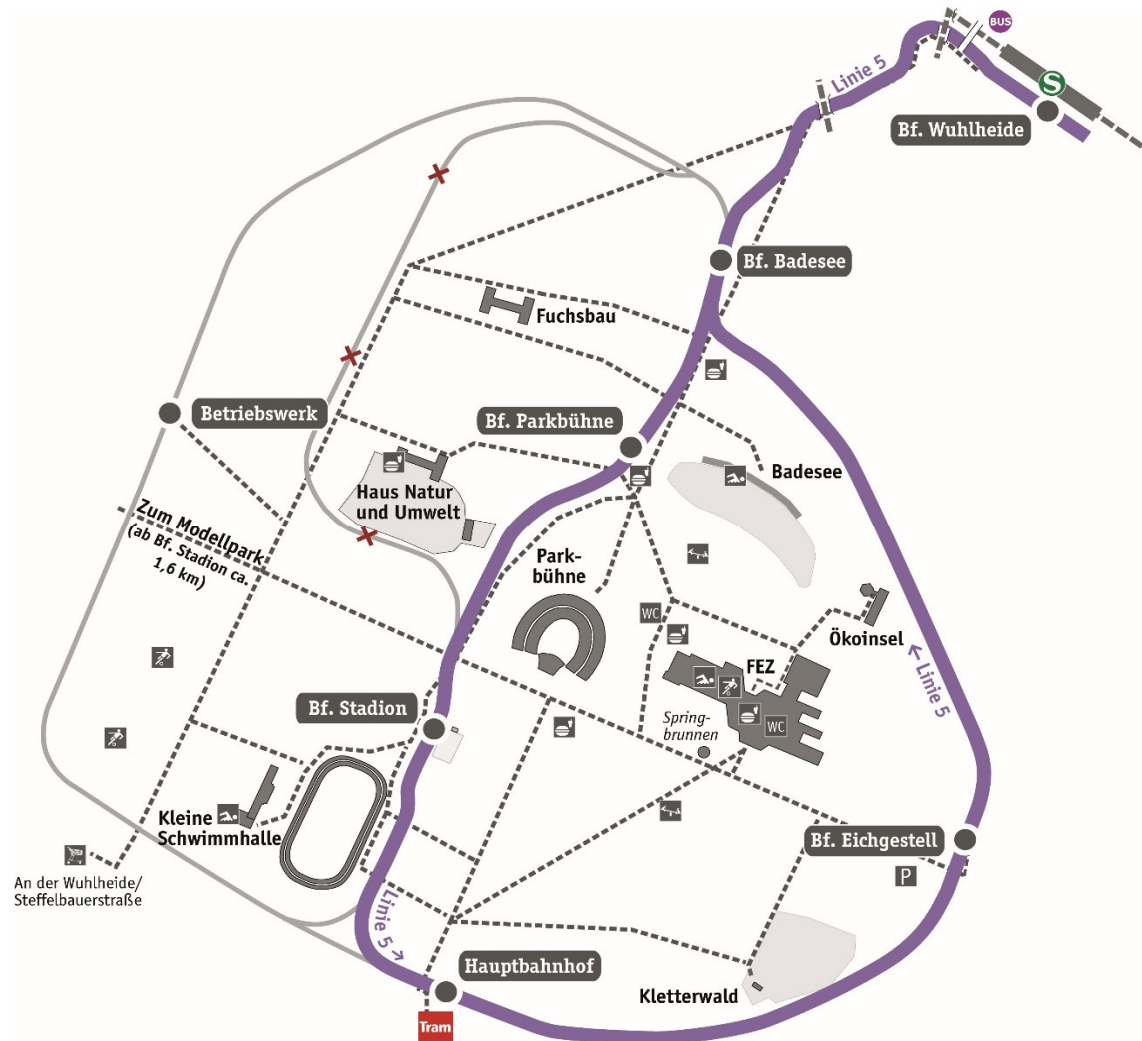 BUS
Linie 5
S
Bf. Wuhlheide
Bf. Badesee
Fuchsbau
Betriebswerk
Bf. Parkbühne
Badesee
Haus Natur
und Umwelt
Zum Modellpark
(ab Bf. Stadion ca.
1,6 km)
Park-
bühne
WC
Ökoinsel
FEZ
← Linie 5
Bf. Stadion
Spring-
brunnen
WC
Kleine
Schwimmhalle
Bf. Eichgestell
P
An der Wuhlheide/
Steffelbauerstraße
Linie 5 →
Hauptbahnhof
Kletterwald
Tram